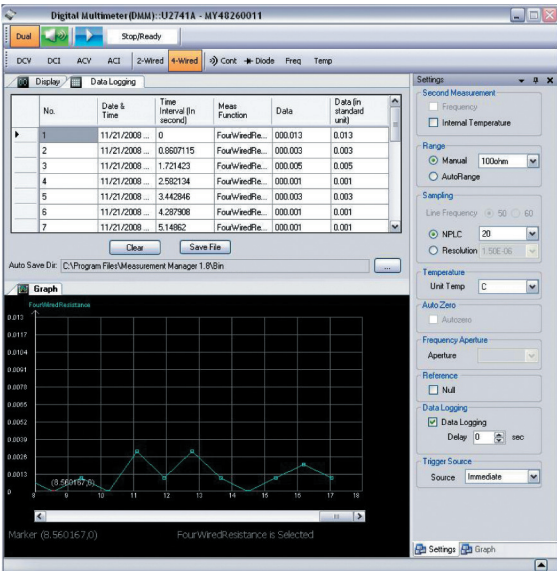 Digital Multimeter(DMM)::U2741A - MY48260011
Dual Stop/Ready
DCV DCI ACV ACI 2-Wired 4-Wired Cont Diode Freq Temp
Display Data Logging
No. Date & Time Time Interval (In second) Meas Function Data Data (in standard unit)
1 11/21/2008 ... 0 FourWiredRe... 000.013 0.013
2 11/21/2008 ... 0.8607115 FourWiredRe... 000.003 0.003
3 11/21/2008 ... 1.721423 FourWiredRe... 000.005 0.005
4 11/21/2008 ... 2.582134 FourWiredRe... 000.001 0.001
5 11/21/2008 ... 3.442846 FourWiredRe... 000.003 0.003
6 11/21/2008 ... 4.287908 FourWiredRe... 000.001 0.001
7 11/21/2008 ... 5.14862 FourWiredRe... 000.001 0.001
Clear Save File
Auto Save Dir: C:\Program Files\Measurement Manager 1.8\Bin ...
Graph
FourWiredResistance
0.013
0.0117
0.0104
0.0091
0.0078
0.0065
0.0052
0.0039
0.0026
0.0013
0
(8.560167,0)
8 9 10 11 12 13 14 15 16 17 18
Marker (8.560167,0) FourWiredResistance is Selected
Settings
Second Measurement
Frequency
Internal Temperature
Range
Manual 100ohm
AutoRange
Sampling
Line Frequency 50 60
NPLC 20
Resolution 1.50E-06
Temperature
Unit Temp C
Auto Zero
Autozero
Frequency Aperture
Aperture
Reference
Null
Data Logging
Data Logging
Delay 0 sec
Trigger Source
Source Immediate
Settings Graph